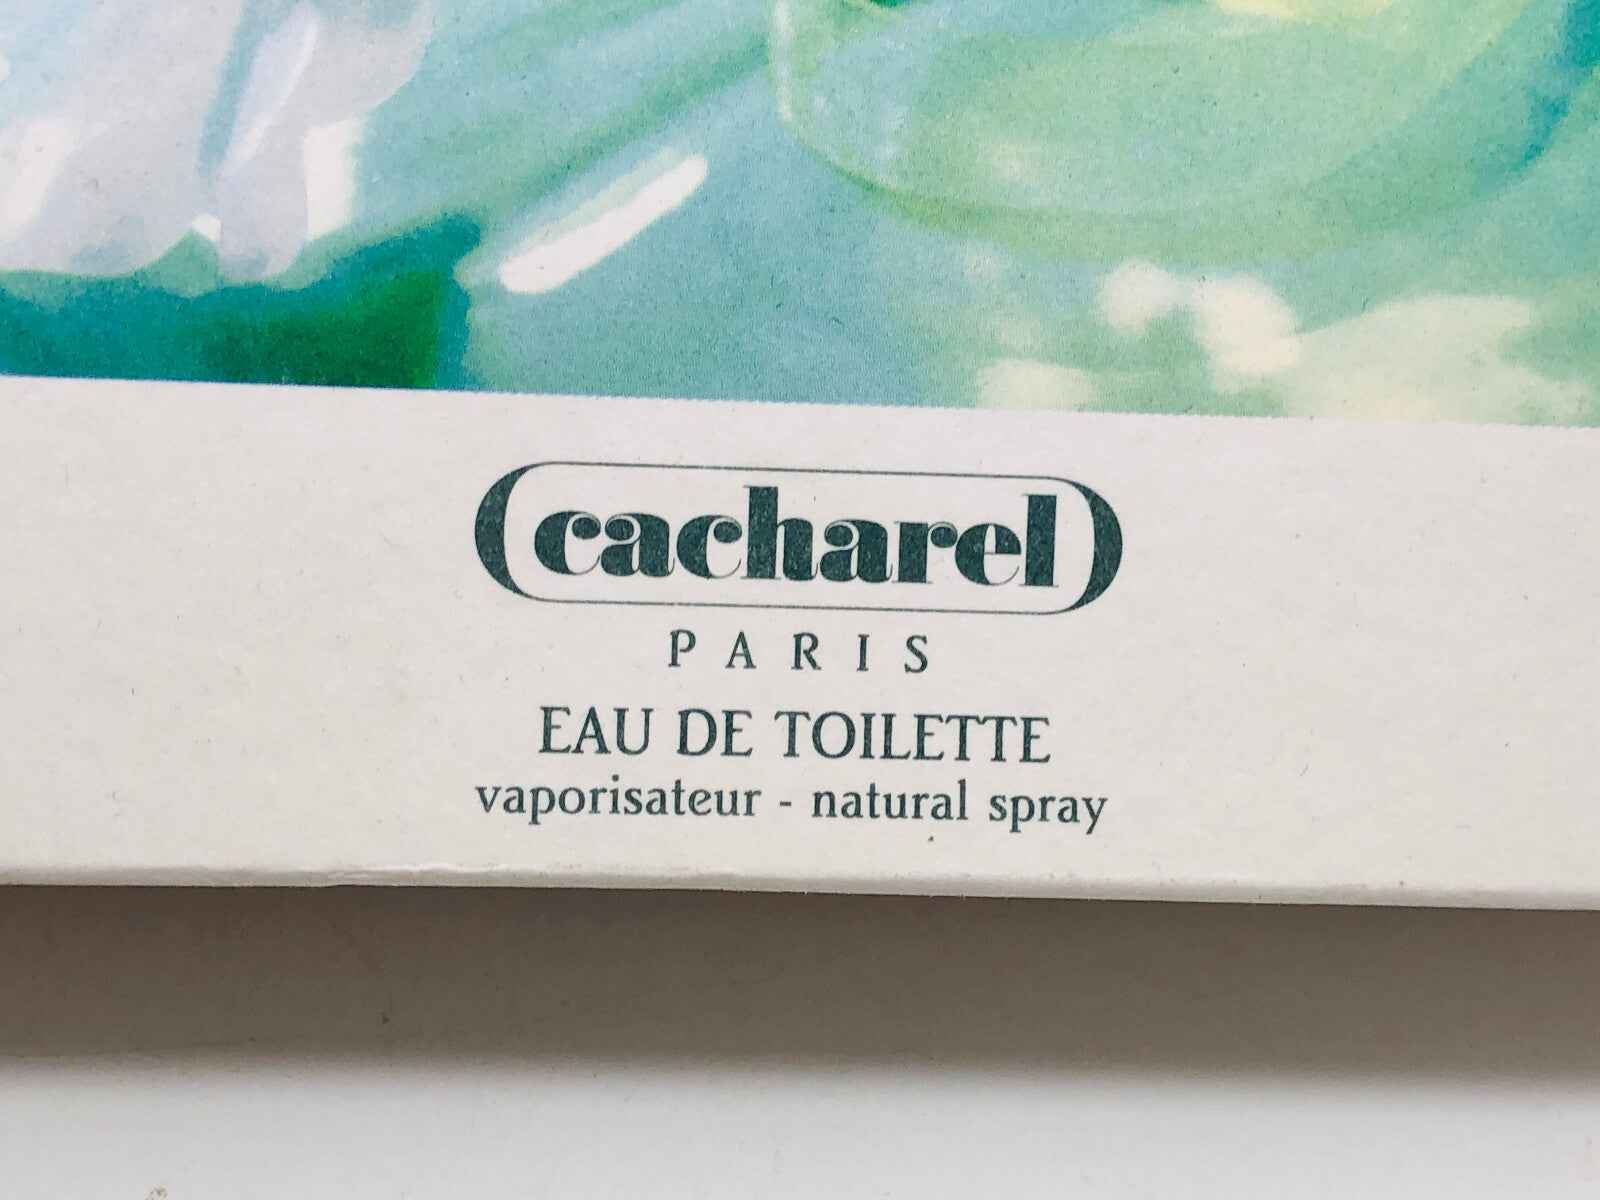 cacharel
PARIS
EAU DE TOILETTE
vaporisateur - natural spray